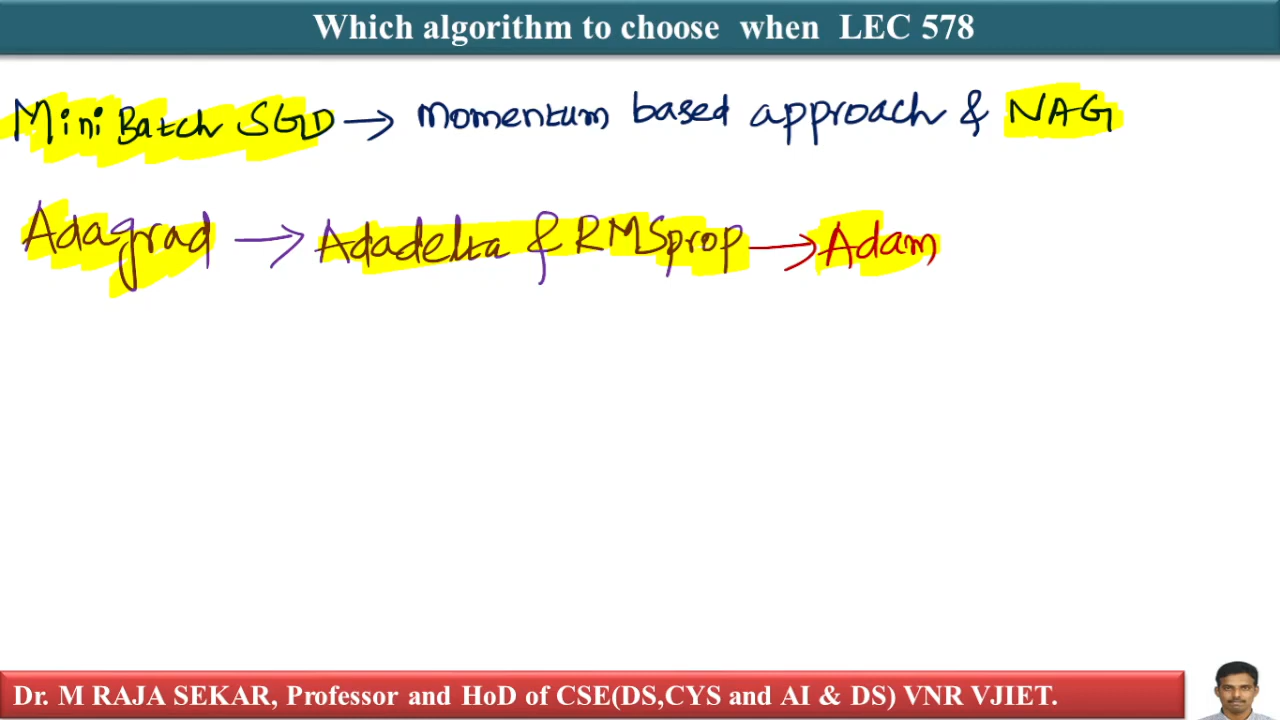 Which algorithm to choose when LEC 578
Mini Batch SGD → momentum based approach & NAG
Adagrad → Adadelta & RMSprop → Adam
Dr. M RAJA SEKAR, Professor and HoD of CSE(DS,CYS and AI & DS) VNR VJIET.